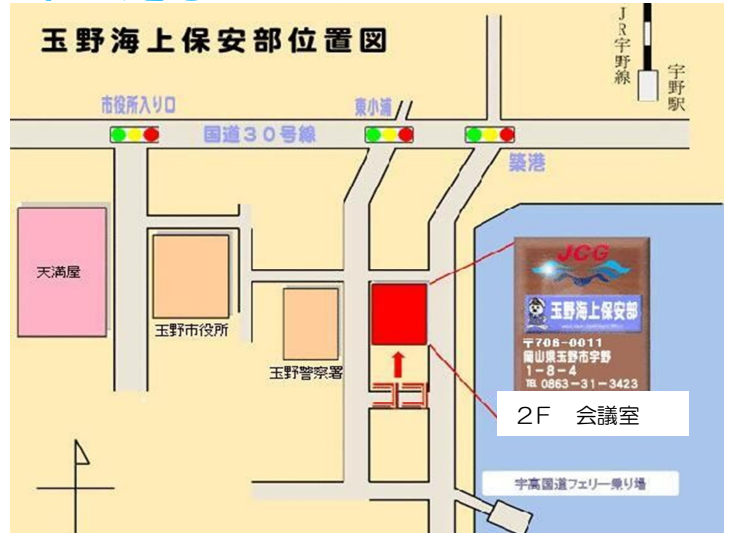 玉野海上保安部位置図
JR宇野線
宇野駅
市役所入り口
東小浦
国道30号線
築港
天満屋
玉野市役所
玉野警察署
JCG
玉野海上保安部
〒706-0011
岡山県玉野市宇野
1-8-4
TEL 0863-31-3423
2F 会議室
宇高国道フェリー乗り場